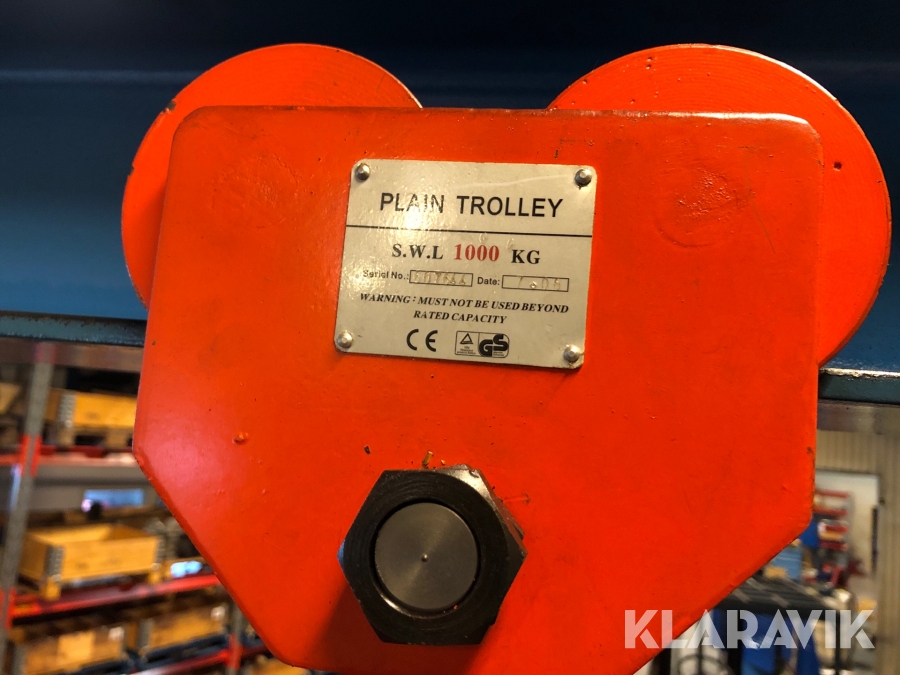 PLAIN TROLLEY
S.W.L 1000 KG
Serial No.: Date:
WARNING : MUST NOT BE USED BEYOND
RATED CAPACITY
CE GS
KLARAVIK